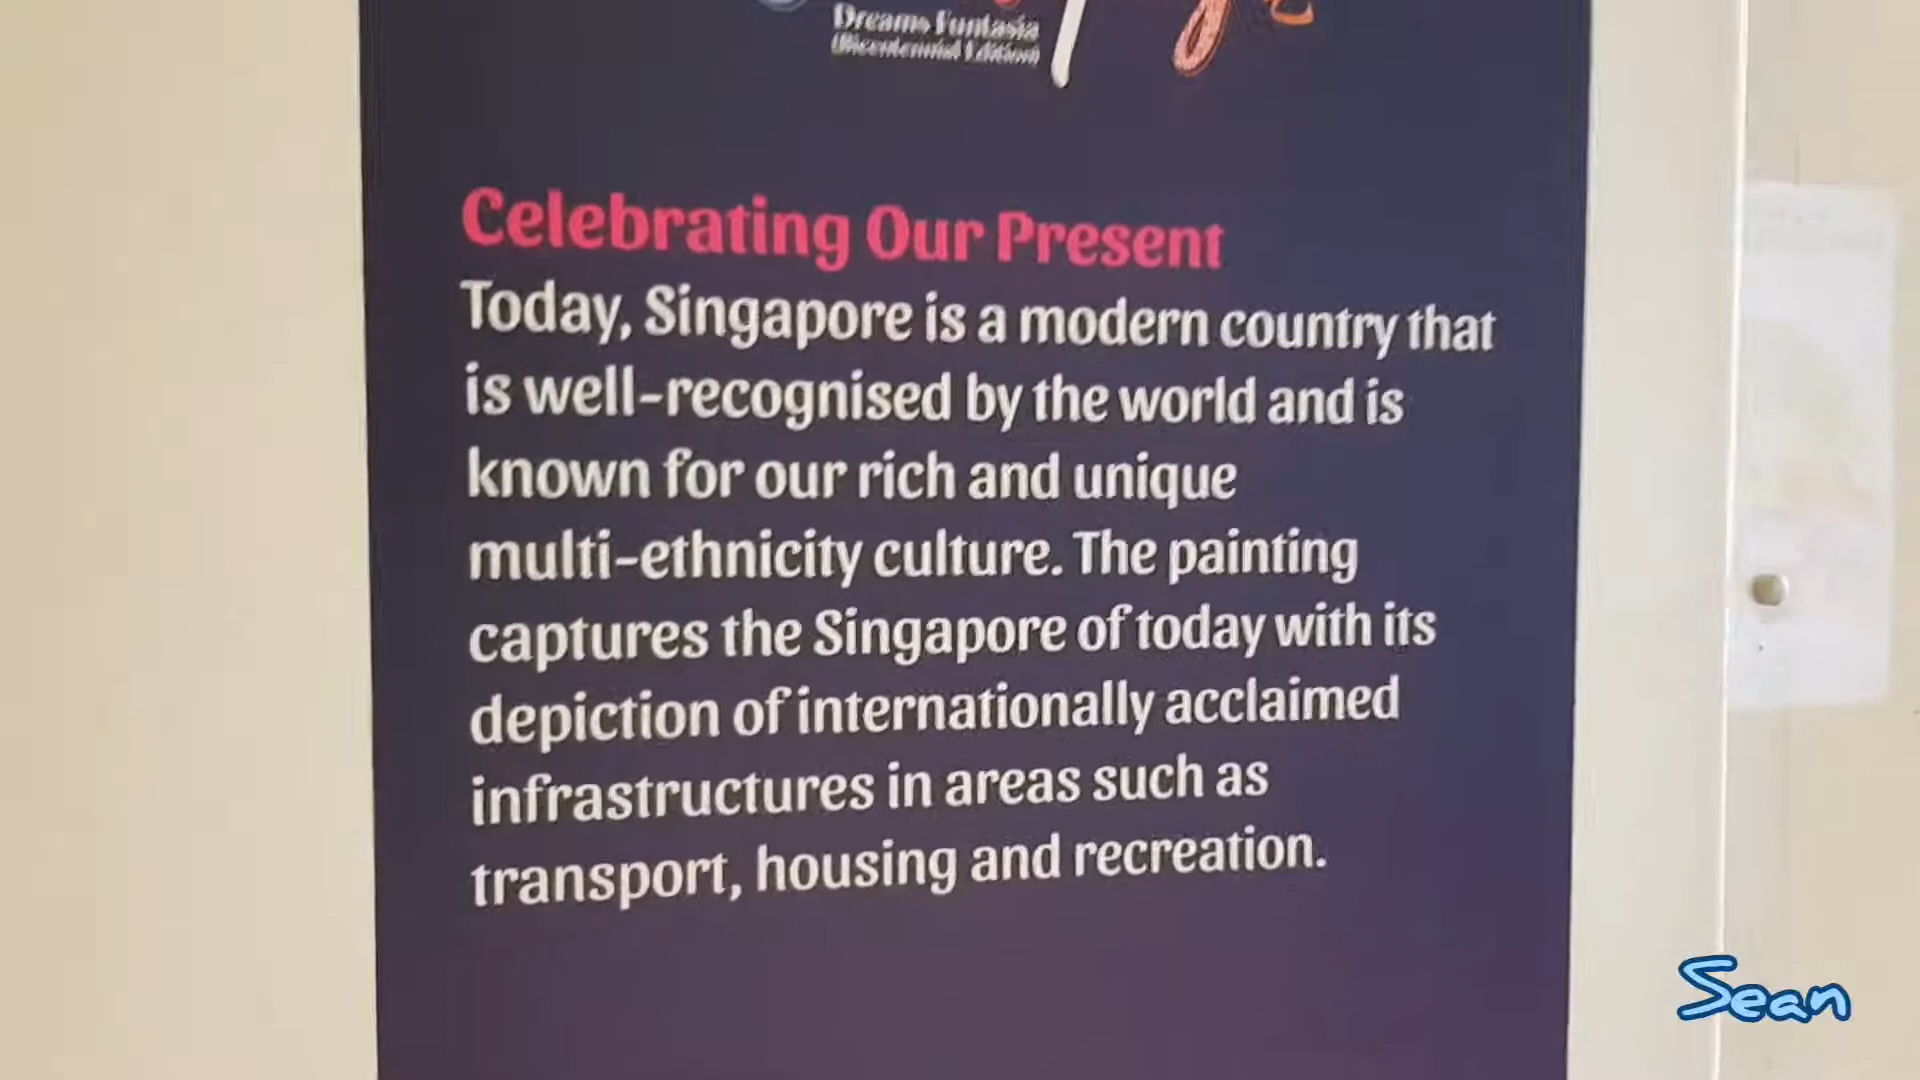 Dreams Funtasia
(Bicentennial Edition)
Celebrating Our Present
Today, Singapore is a modern country that
is well-recognised by the world and is
known for our rich and unique
multi-ethnicity culture. The painting
captures the Singapore of today with its
depiction of internationally acclaimed
infrastructures in areas such as
transport, housing and recreation.
Sean